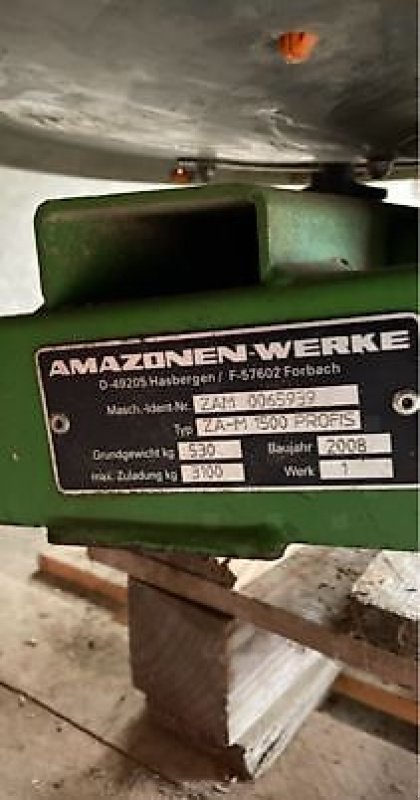 AMAZONEN-WERKE
D-49205 Hasbergen / F-57602 Forbach
Masch.-Ident-Nr. ZAM 0065939
Typ ZA-M 1500 PROFIS
Grundgewicht kg 530 Baujahr 2008
max. Zuladung kg 3100 Werk 1